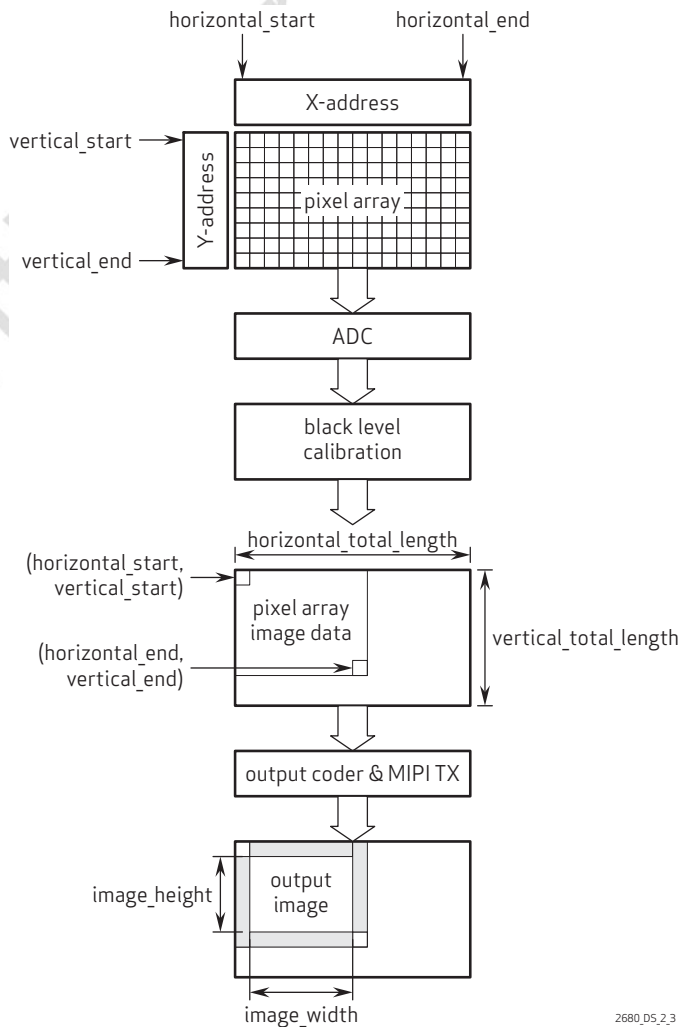 horizontal_start
horizontal_end
X-address
vertical_start
Y-address
pixel array
vertical_end
ADC
black level
calibration
horizontal_total_length
(horizontal_start,
vertical_start)
pixel array
image data
vertical_total_length
(horizontal_end,
vertical_end)
output coder & MIPI TX
image_height
output
image
image_width
2680_DS_2_3